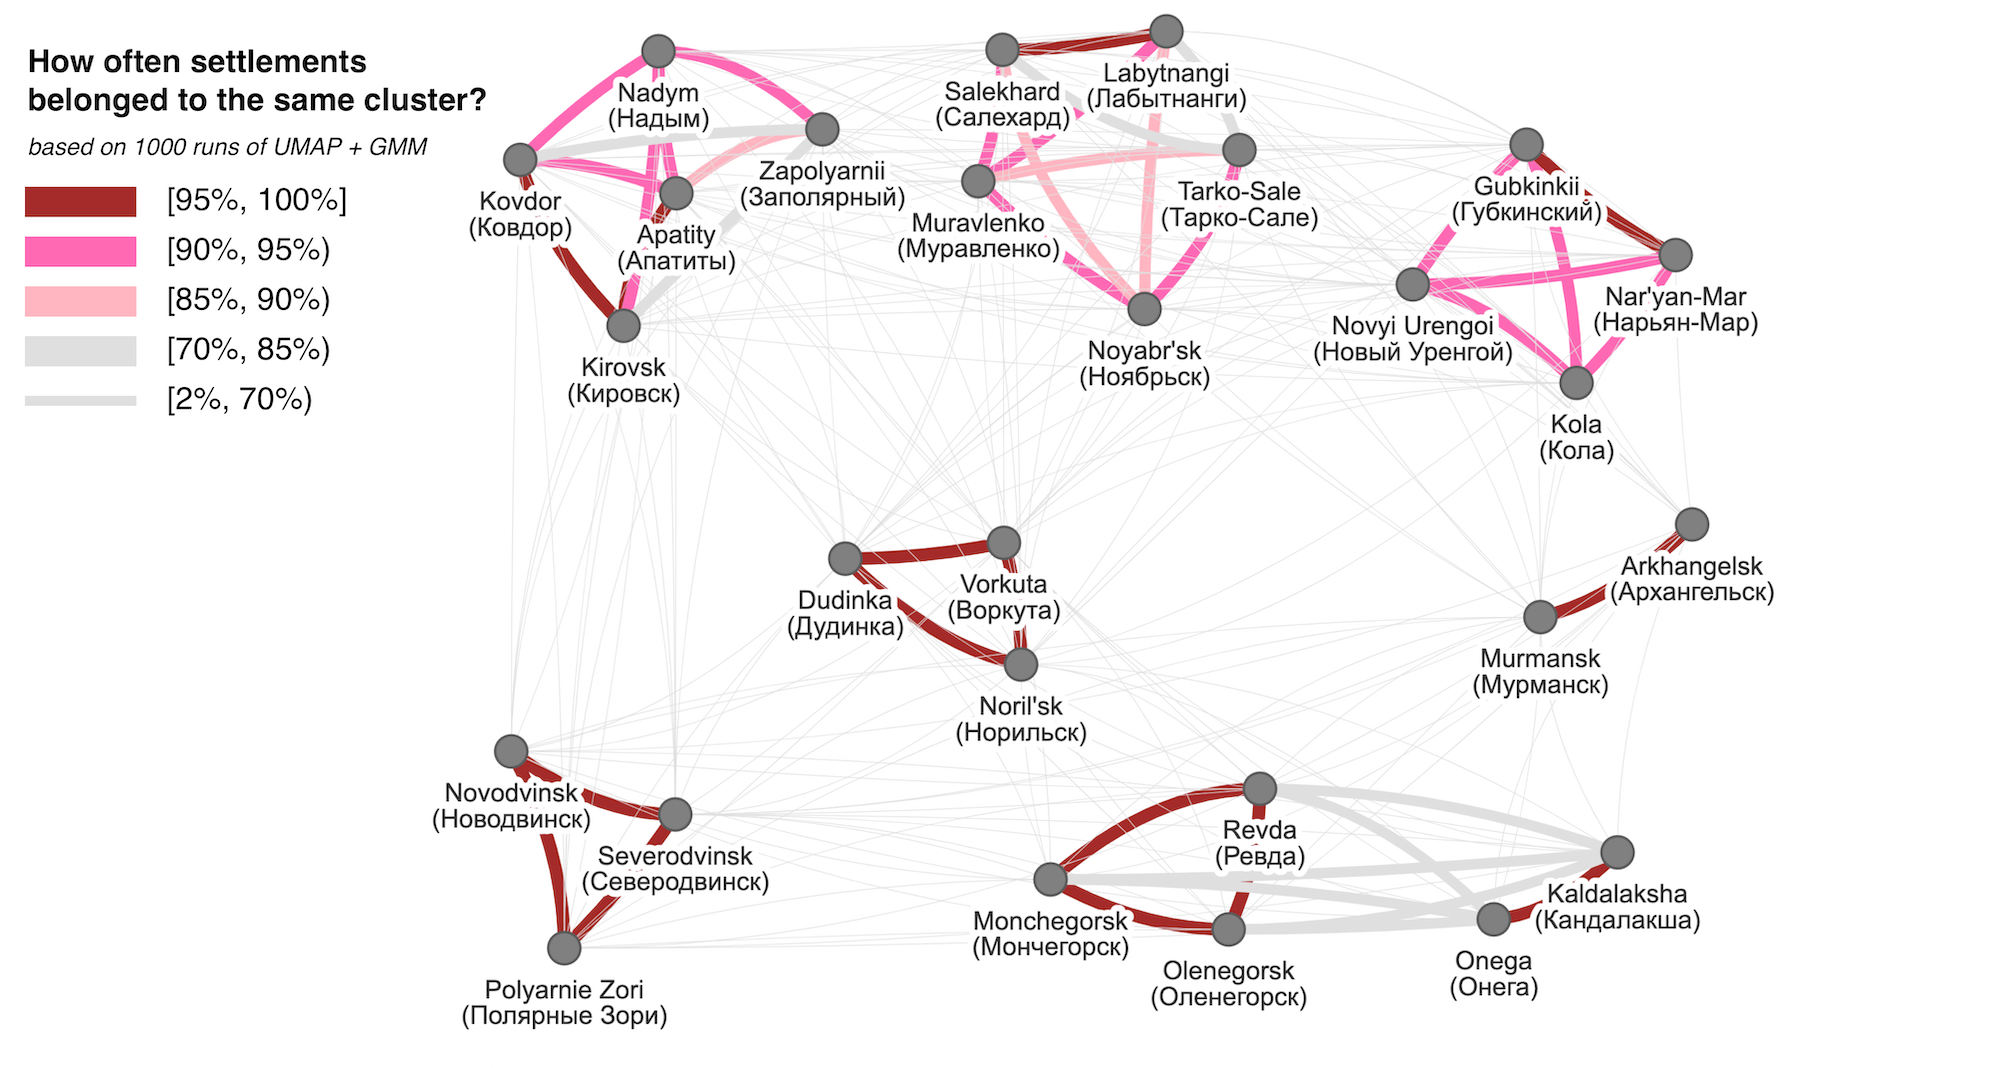 How often settlements
belonged to the same cluster?
based on 1000 runs of UMAP + GMM
[95%, 100%]
[90%, 95%)
[85%, 90%)
[70%, 85%)
[2%, 70%)
Nadym
(Надым)
Kovdor
(Ковдор)
Zapolyarnii
(Заполярный)
Apatity
(Апатиты)
Kirovsk
(Кировск)
Salekhard
(Салехард)
Labytnangi
(Лабытнанги)
Muravlenko
(Муравленко)
Tarko-Sale
(Тарко-Сале)
Noyabr'sk
(Ноябрьск)
Gubkinkii
(Губкинский)
Nar'yan-Mar
(Нарьян-Мар)
Novyi Urengoi
(Новый Уренгой)
Kola
(Кола)
Dudinka
(Дудинка)
Vorkuta
(Воркута)
Noril'sk
(Норильск)
Arkhangelsk
(Архангельск)
Murmansk
(Мурманск)
Novodvinsk
(Новодвинск)
Severodvinsk
(Северодвинск)
Polyarnie Zori
(Полярные Зори)
Revda
(Ревда)
Monchegorsk
(Мончегорск)
Olenegorsk
(Оленегорск)
Kaldalaksha
(Кандалакша)
Onega
(Онега)